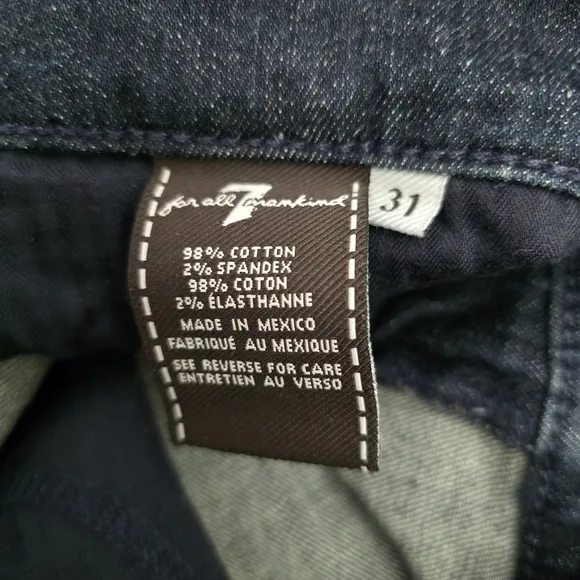 for all 7 mankind
31
98% COTTON
2% SPANDEX
98% COTON
2% ÉLASTHANNE
MADE IN MEXICO
FABRIQUÉ AU MEXIQUE
SEE REVERSE FOR CARE
ENTRETIEN AU VERSO